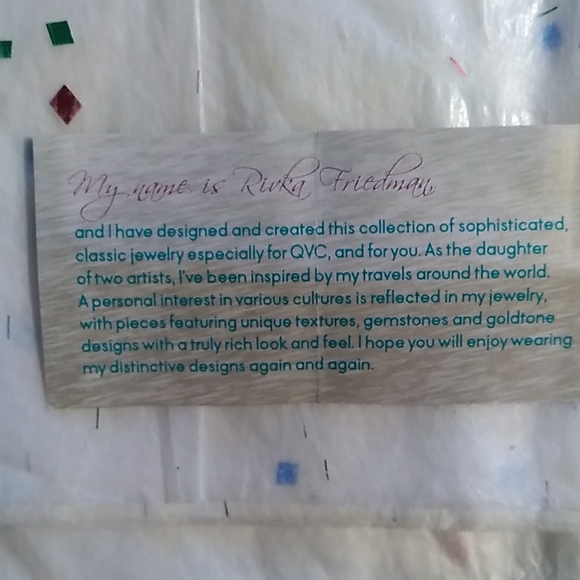 My name is Rivka Friedman,
and I have designed and created this collection of sophisticated,
classic jewelry especially for QVC, and for you. As the daughter
of two artists, I've been inspired by my travels around the world.
A personal interest in various cultures is reflected in my jewelry,
with pieces featuring unique textures, gemstones and goldtone
designs with a truly rich look and feel. I hope you will enjoy wearing
my distinctive designs again and again.